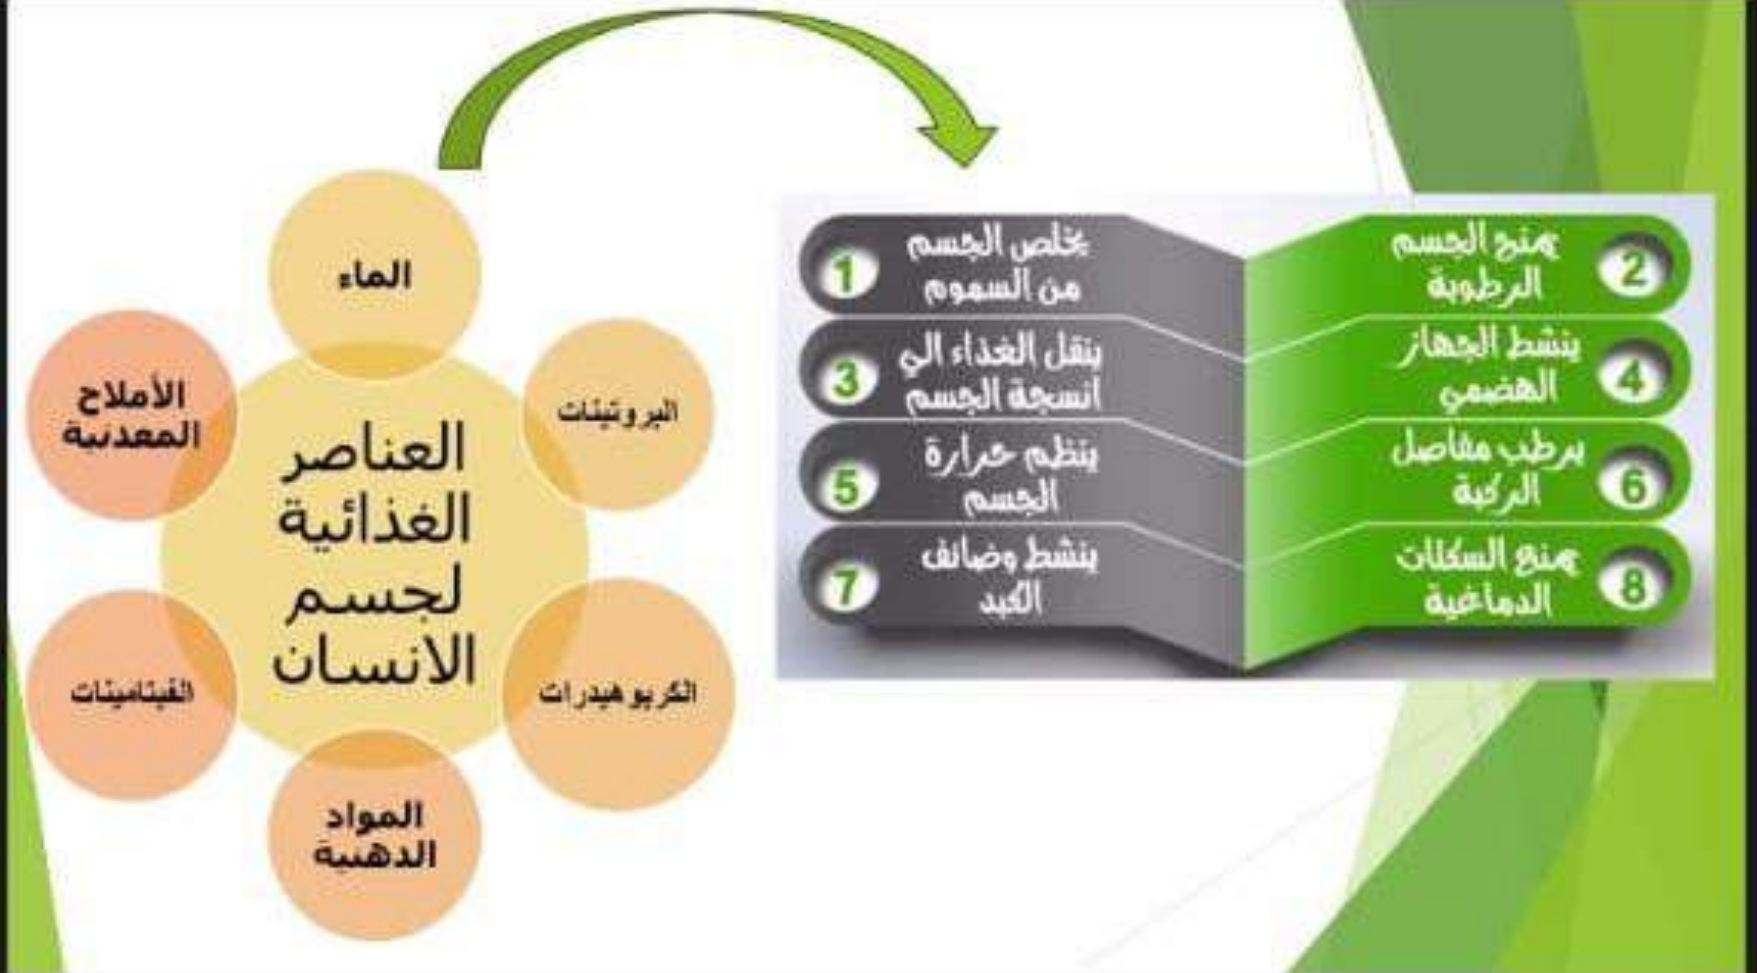 الماء
البروتينات
الكربوهيدرات
المواد
الدهنية
الفيتامينات
الأملاح
المعدنية
العناصر
الغذائية
لجسم
الانسان
1
يخلص الجسم
من السموم
2
يمنح الجسم
الرطوبة
3
ينقل الغذاء الي
انسجة الجسم
4
ينشط الجهاز
الهضمي
5
ينظم حرارة
الجسم
6
يرطب مفاصل
الركبة
7
ينشط وضائف
الكبد
8
يمنع السكتات
الدماغية